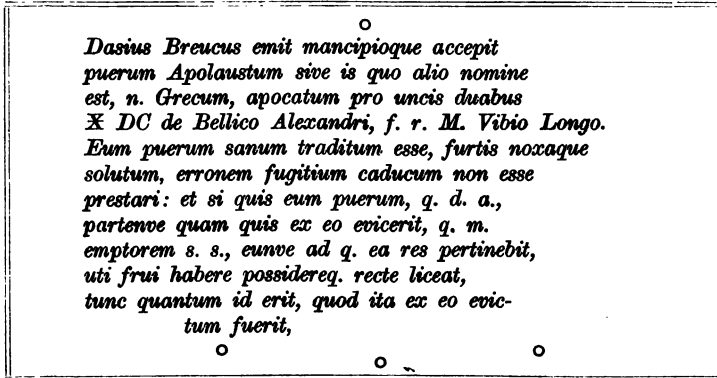 Dasius Breucus emit mancipioque accepit
puerum Apolaustum sive is quo alio nomine
est, n. Grecum, apocatum pro uncis duabus
X DC de Bellico Alexandri, f. r. M. Vibio Longo.
Eum puerum sanum traditum esse, furtis noxaque
solutum, erronem fugitium caducum non esse
prestari: et si quis eum puerum, q. d. a.,
partenve quam quis ex eo evicerit, q. m.
emptorem s. s., eunve ad q. ea res pertinebit,
uti frui habere possidereq. recte liceat,
tunc quantum id erit, quod ita ex eo evic-
tum fuerit,